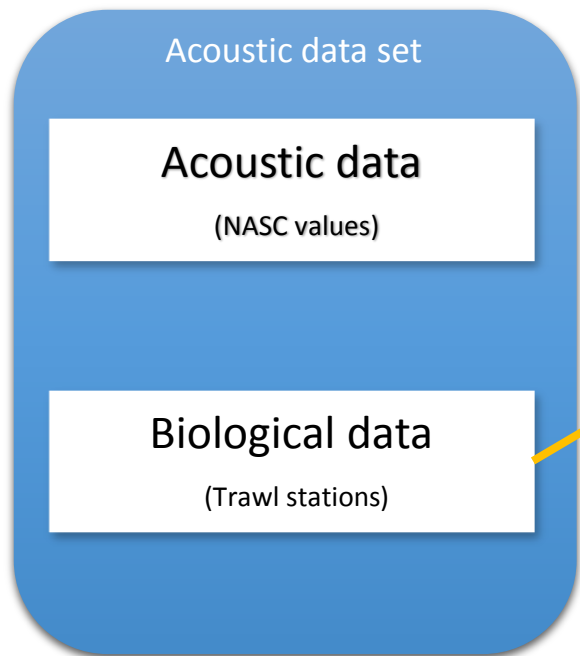 Acoustic data set
Acoustic data
(NASC values)
Biological data
(Trawl stations)